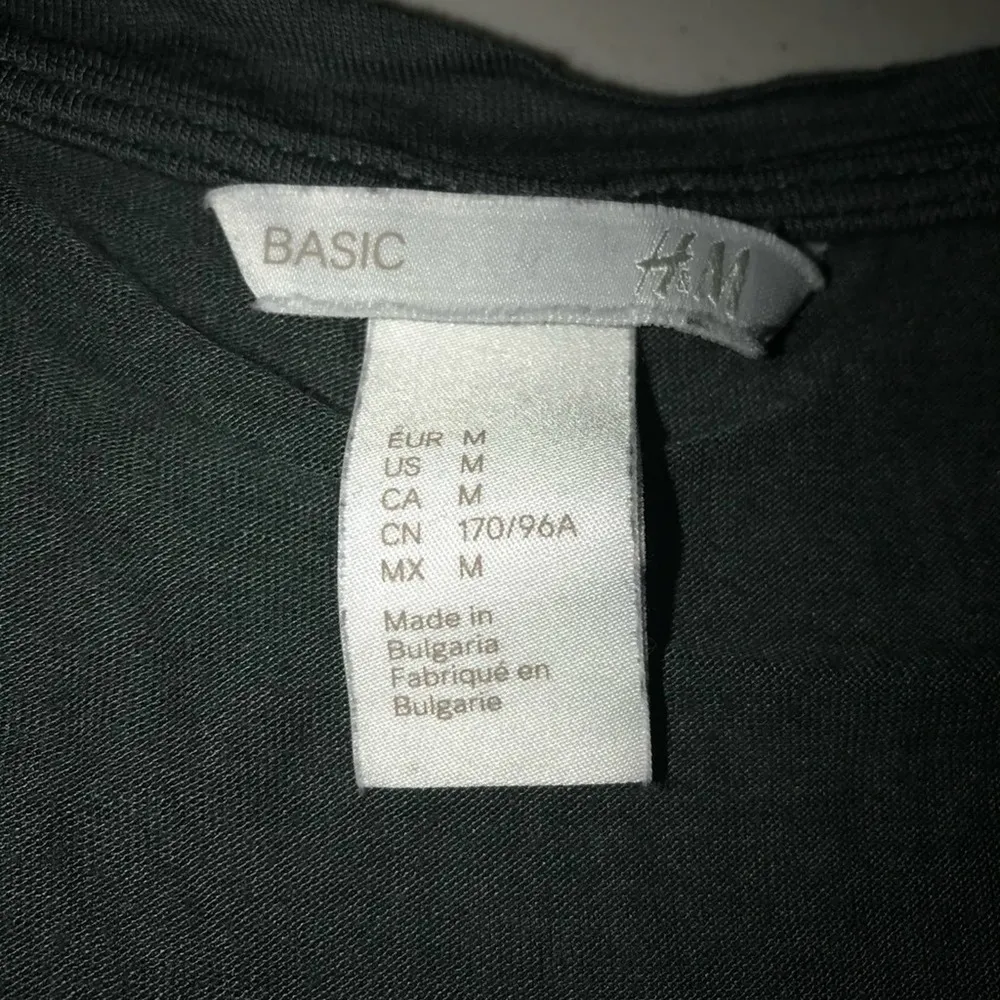 BASIC H&M
EUR M
US M
CA M
CN 170/96A
MX M
Made in
Bulgaria
Fabriqué en
Bulgarie